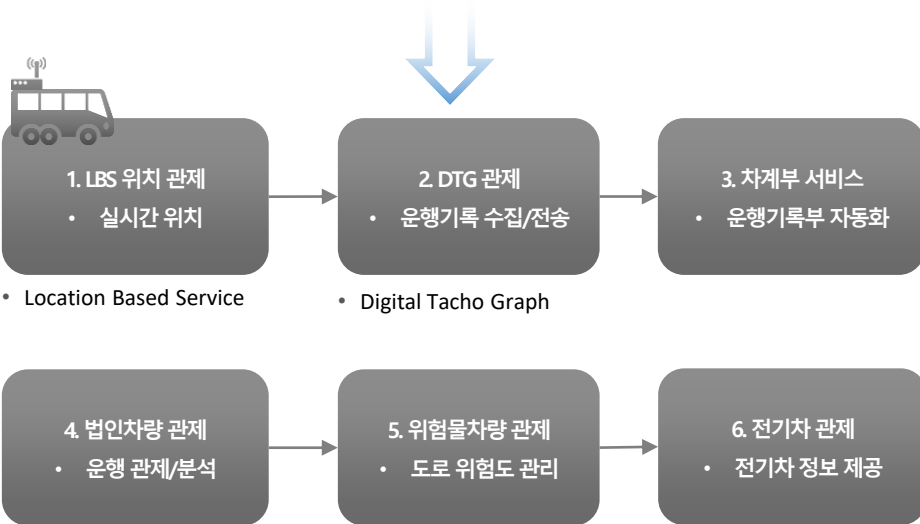 1. LBS 위치 관제
• 실시간 위치
2. DTG 관제
• 운행기록 수집/전송
3. 차계부 서비스
• 운행기록부 자동화
• Location Based Service
• Digital Tacho Graph
4. 법인차량 관제
• 운행 관제/분석
5. 위험물차량 관제
• 도로 위험도 관리
6. 전기차 관제
• 전기차 정보 제공